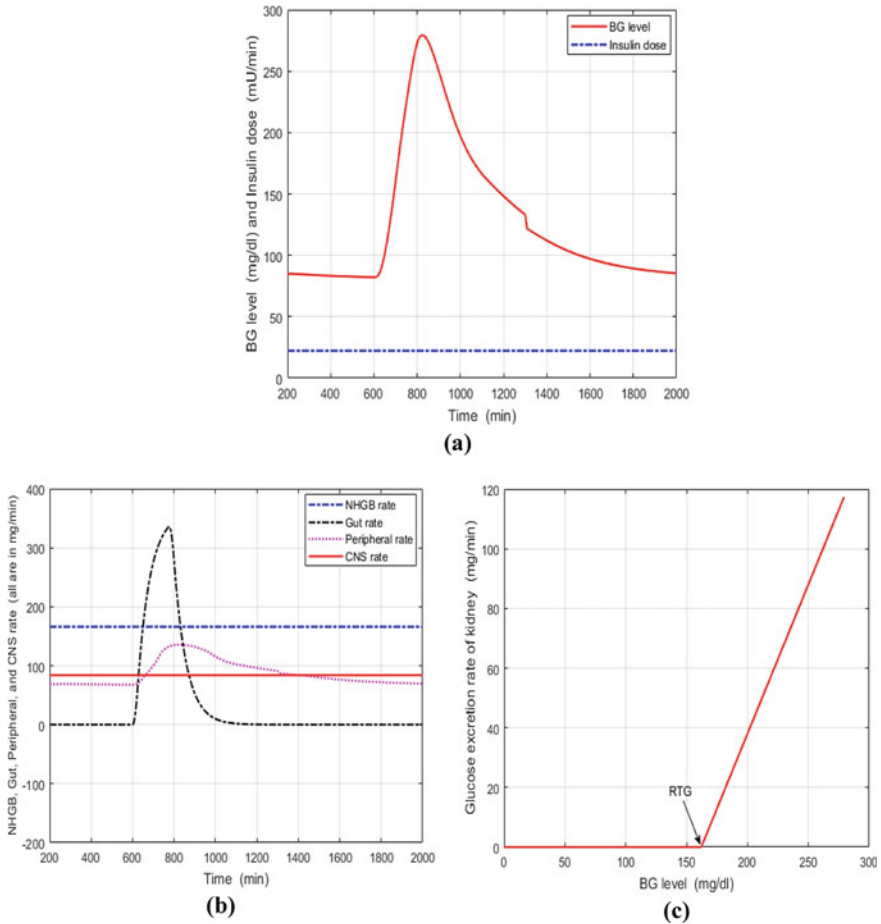 BG level (mg/dl) and Insulin dose (mU/min)
300
250
200
150
100
50
0
BG level
Insulin dose
200 400 600 800 1000 1200 1400 1600 1800 2000
Time (min)
(a)
NHGB, Gut, Peripheral, and CNS rate (all are in mg/min)
400
300
200
100
0
-100
-200
NHGB rate
Gut rate
Peripheral rate
CNS rate
200 400 600 800 1000 1200 1400 1600 1800 2000
Time (min)
(b)
Glucose excretion rate of kidney (mg/min)
120
100
80
60
40
20
0
RTG
0 50 100 150 200 250 300
BG level (mg/dl)
(c)